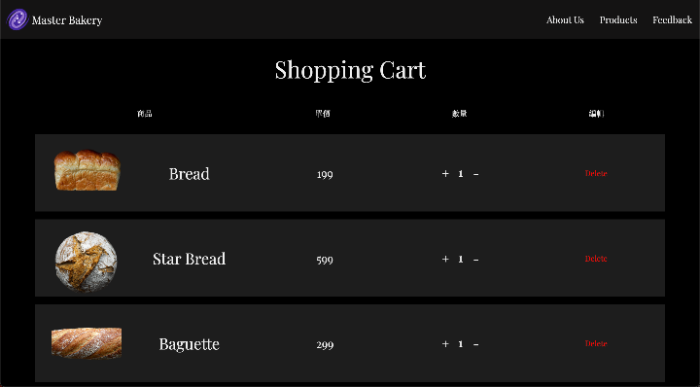 Master Bakery About Us Products Feedback
Shopping Cart
商品 單價 數量 編輯
Bread 199 + 1 - Delete
Star Bread 599 + 1 - Delete
Baguette 299 + 1 - Delete